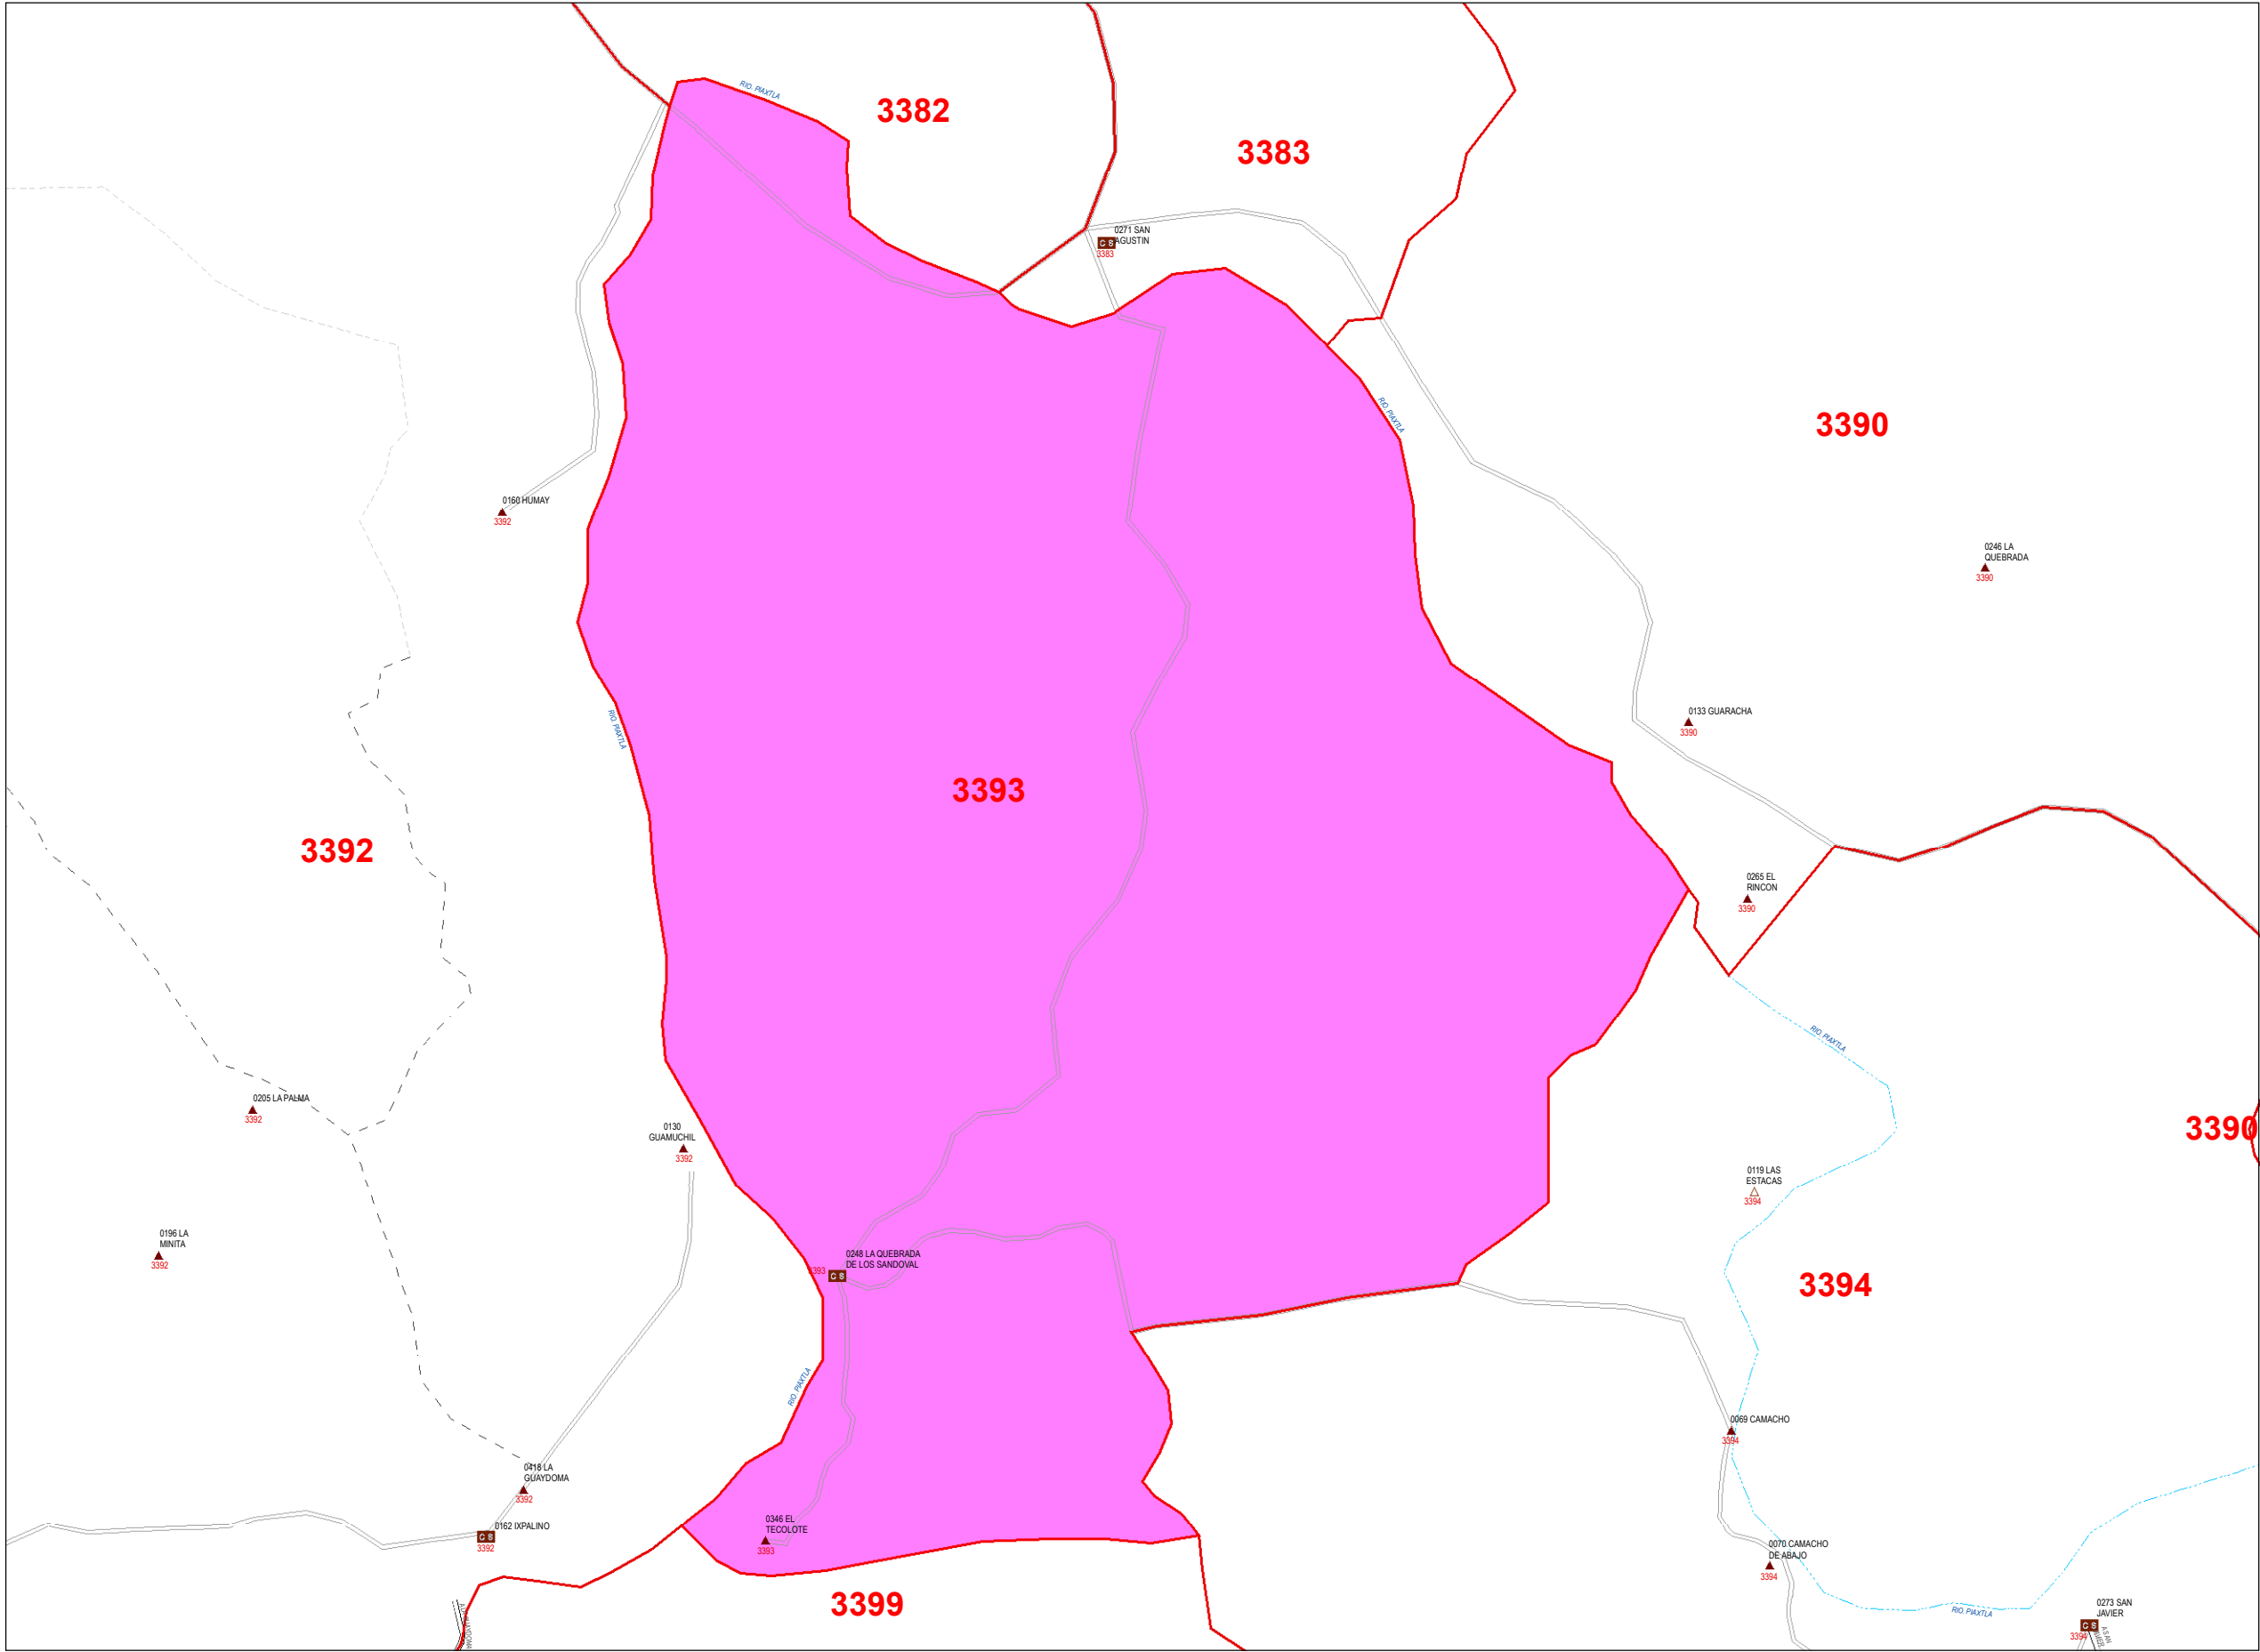 RIO. PIAXTLA
3382
3383
0271 SAN
AGUSTIN
C S
3383
RIO. PIAXTLA
3390
0160 HUMAY
3392
0246 LA
QUEBRADA
3390
RIO. PIAXTLA
0133 GUARACHA
3390
3393
3392
0265 EL
RINCON
3390
RIO. PIAXTLA
0205 LA PALMA
3392
0130
GUAMUCHIL
3392
3390
0119 LAS
ESTACAS
3394
0196 LA
MINITA
3392
0248 LA QUEBRADA
DE LOS SANDOVAL
3393
C S
3394
RIO. PIAXTLA
0069 CAMACHO
3394
0418 LA
GUAYDOMA
3392
0346 EL
TECOLOTE
3393
0162 IXPALINO
C S
3392
0070 CAMACHO
DE ABAJO
3394
3399
RIO. PIAXTLA
0273 SAN
JAVIER
C S
3394
A SAN